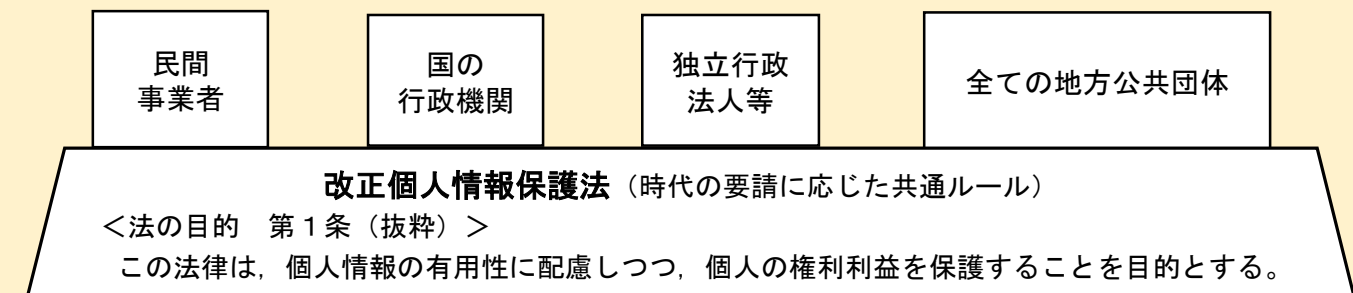 民間
事業者
国の
行政機関
独立行政
法人等
全ての地方公共団体
改正個人情報保護法（時代の要請に応じた共通ルール）
＜法の目的　第１条（抜粋）＞
この法律は，個人情報の有用性に配慮しつつ，個人の権利利益を保護することを目的とする。